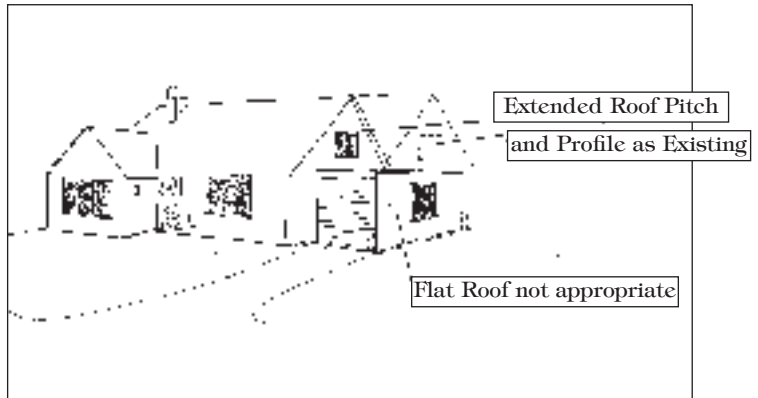 Extended Roof Pitch
and Profile as Existing
Flat Roof not appropriate